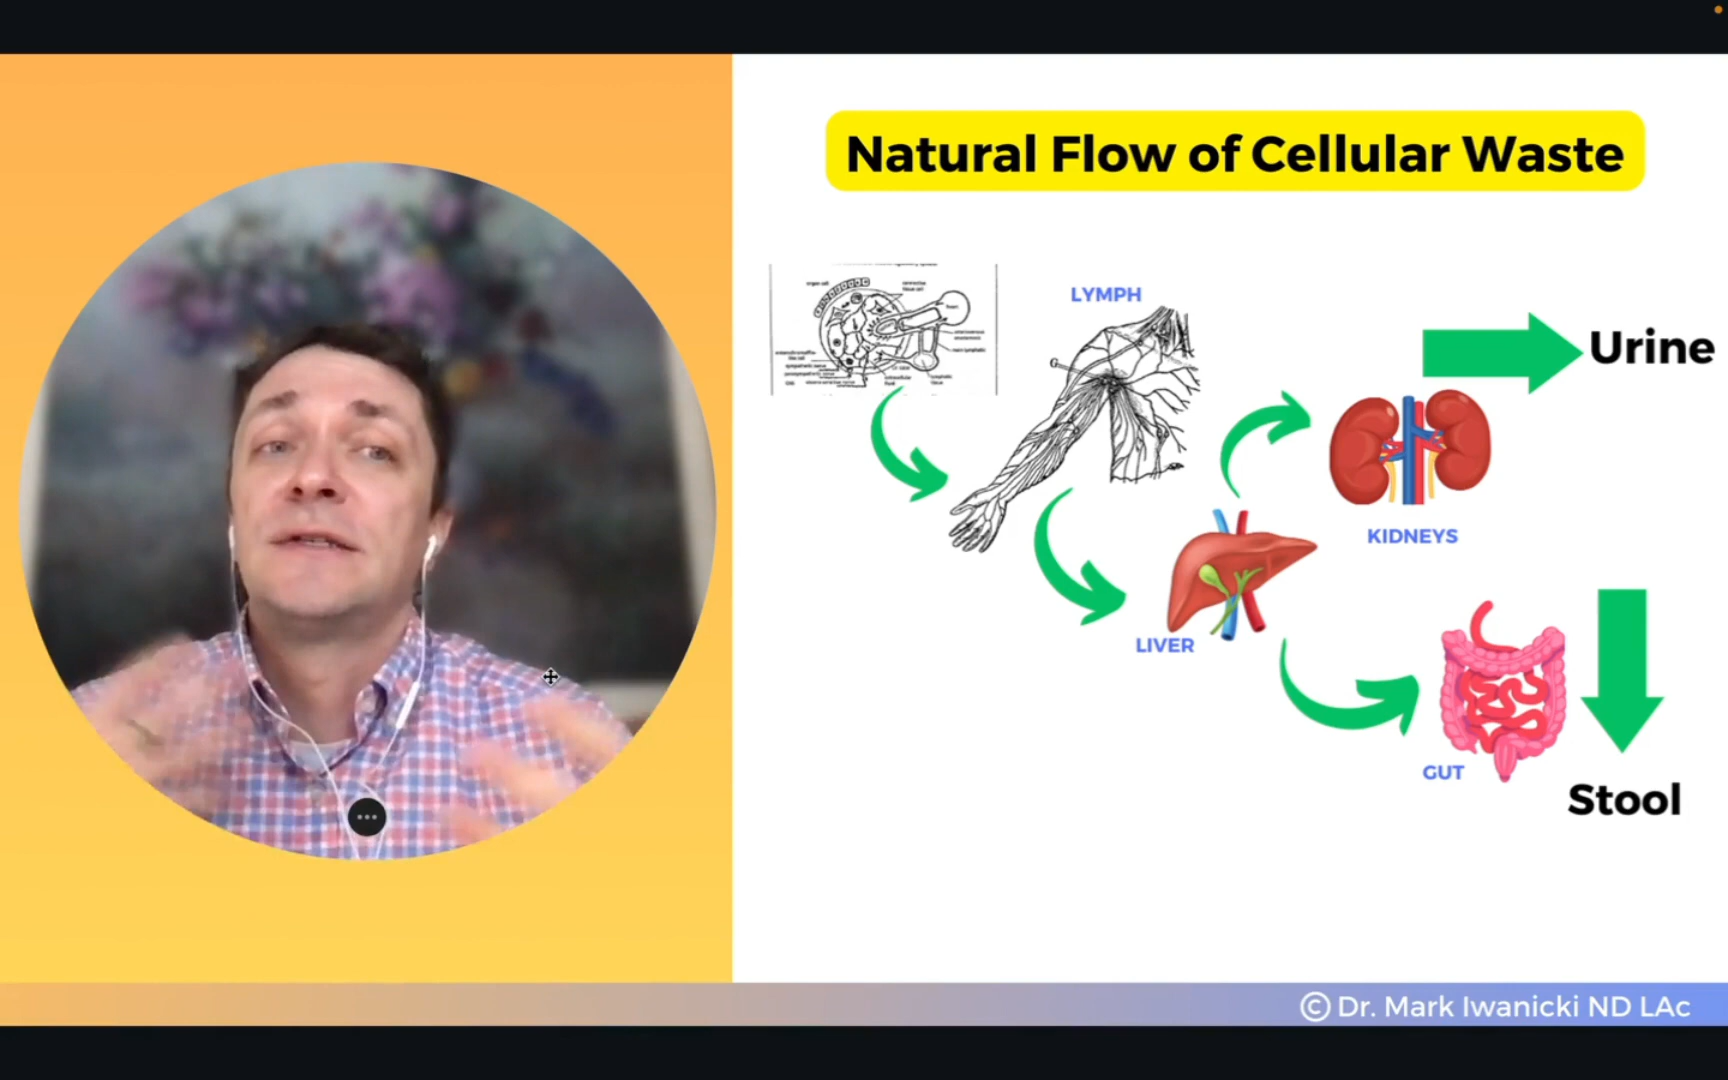 Natural Flow of Cellular Waste
LYMPH
Urine
KIDNEYS
LIVER
GUT
Stool
© Dr. Mark Iwanicki ND LAc